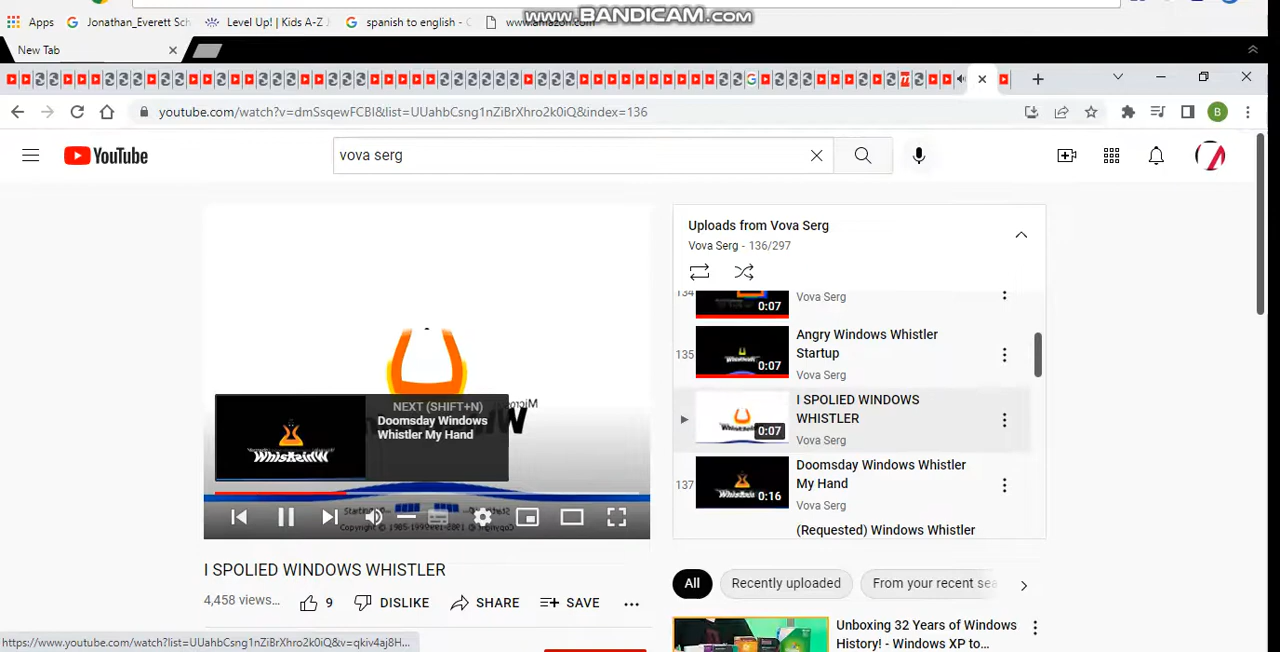 www.BANDICAM.com
Apps
Jonathan_Everett Sch
Level Up! | Kids A-Z J
spanish to english - G
www.amazon.com
New Tab
youtube.com/watch?v=dmSsqewFCBI&list=UUahbCsng1nZiBrXhro2k0iQ&index=136
B
YouTube
vova serg
Uploads from Vova Serg
Vova Serg - 136/297
134
0:07
Vova Serg
135
0:07
Angry Windows Whistler
Startup
Vova Serg
0:07
I SPOLIED WINDOWS
WHISTLER
Vova Serg
137
0:16
Doomsday Windows Whistler
My Hand
Vova Serg
(Requested) Windows Whistler
NEXT (SHIFT+N)
Doomsday Windows
Whistler My Hand
I SPOLIED WINDOWS WHISTLER
4,458 views...
9
DISLIKE
SHARE
SAVE
All
Recently uploaded
From your recent sea
Unboxing 32 Years of Windows
History! - Windows XP to...
https://www.youtube.com/watch?list=UUahbCsng1nZiBrXhro2k0iQ&v=qkiv4aj8H...